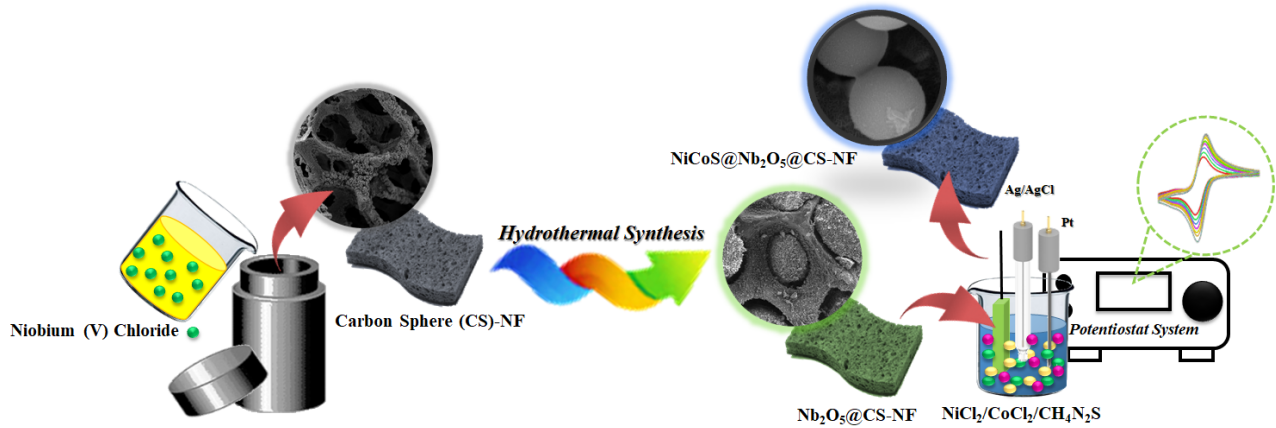 Niobium (V) Chloride
Carbon Sphere (CS)-NF
Hydrothermal Synthesis
NiCoS@Nb₂O₅@CS-NF
Nb₂O₅@CS-NF
Ag/AgCl
Pt
Potentiostat System
NiCl₂/CoCl₂/CH₄N₂S